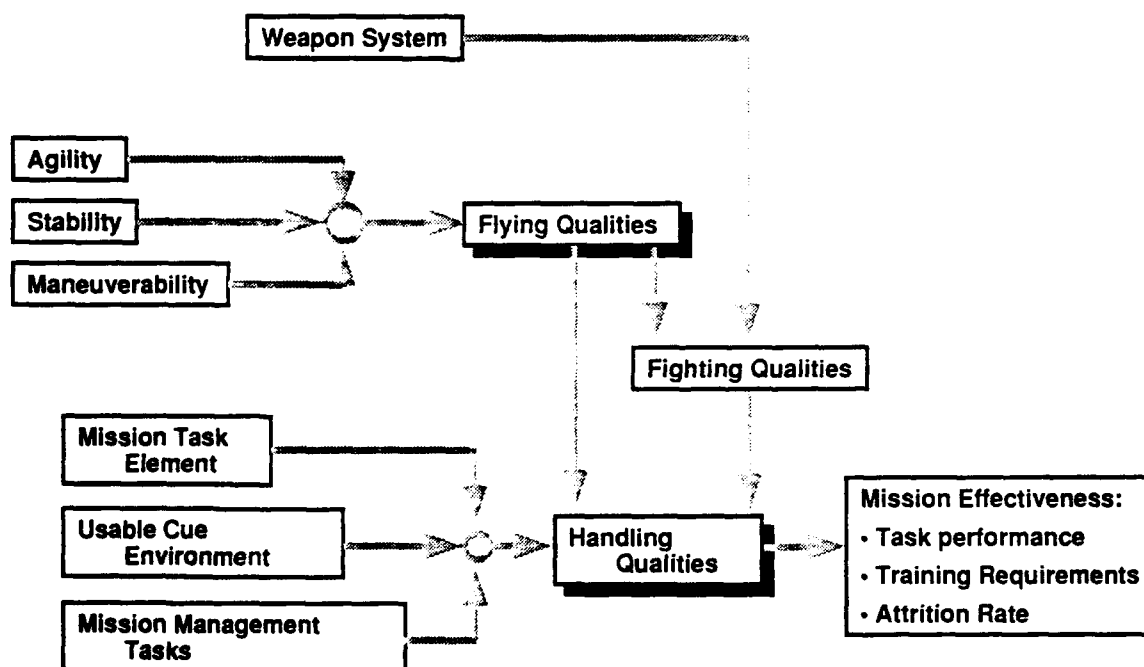 Weapon System
Agility
Stability
Flying Qualities
Maneuverability
Fighting Qualities
Mission Task
Element
Usable Cue
Environment
Mission Management
Tasks
Handling
Qualities
Mission Effectiveness:
• Task performance
• Training Requirements
• Attrition Rate